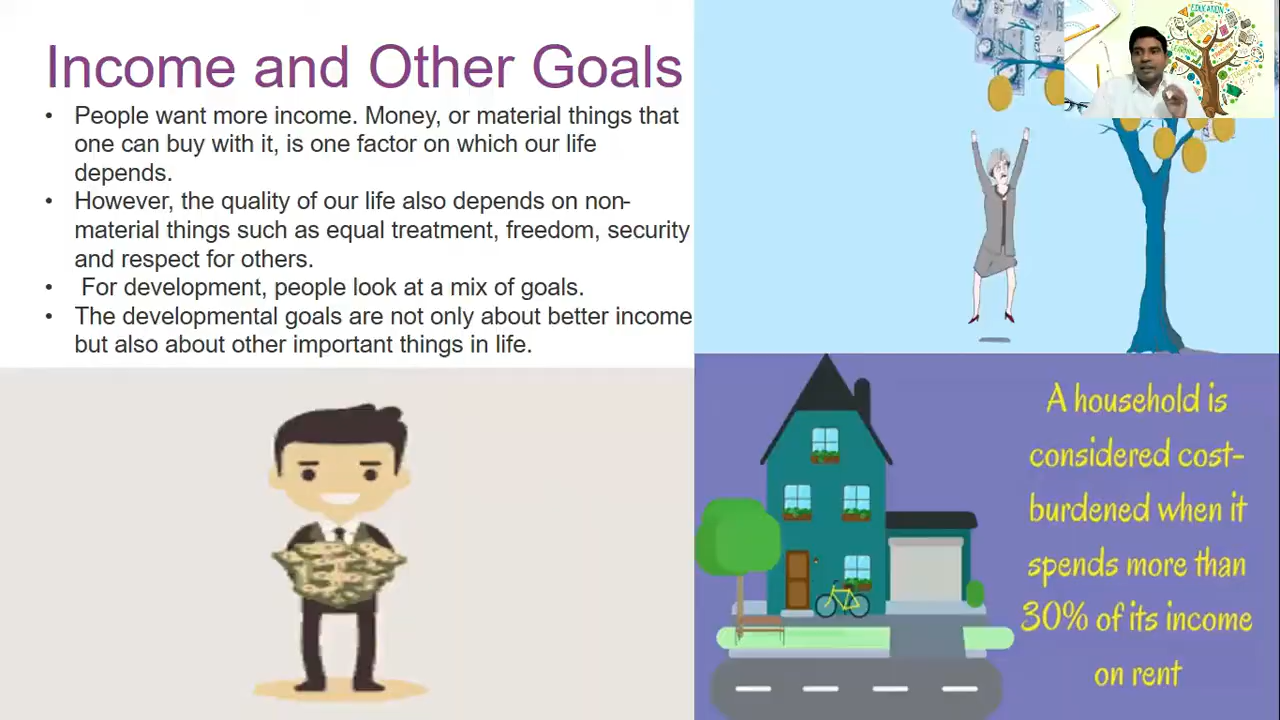 Income and Other Goals
• People want more income. Money, or material things that
one can buy with it, is one factor on which our life
depends.
• However, the quality of our life also depends on non-
material things such as equal treatment, freedom, security
and respect for others.
• For development, people look at a mix of goals.
• The developmental goals are not only about better income
but also about other important things in life.
EDUCATION
A household is
considered cost-
burdened when it
spends more than
30% of its income
on rent